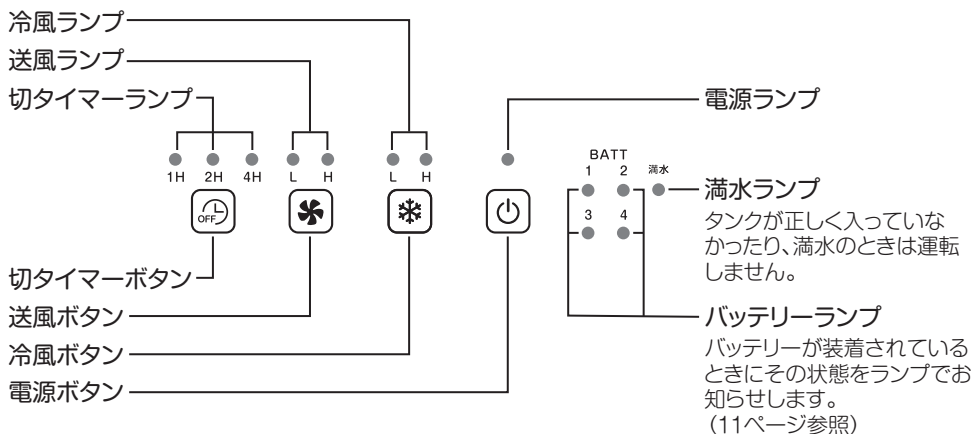 冷風ランプ
送風ランプ
切タイマーランプ
1H 2H 4H
L H
L H
OFF
切タイマーボタン
送風ボタン
冷風ボタン
電源ボタン
電源ランプ
BATT
1 2 満水
3 4
満水ランプ
タンクが正しく入っていな
かったり、満水のときは運転
しません。
バッテリーランプ
バッテリーが装着されている
ときにその状態をランプでお
知らせします。
（11ページ参照）